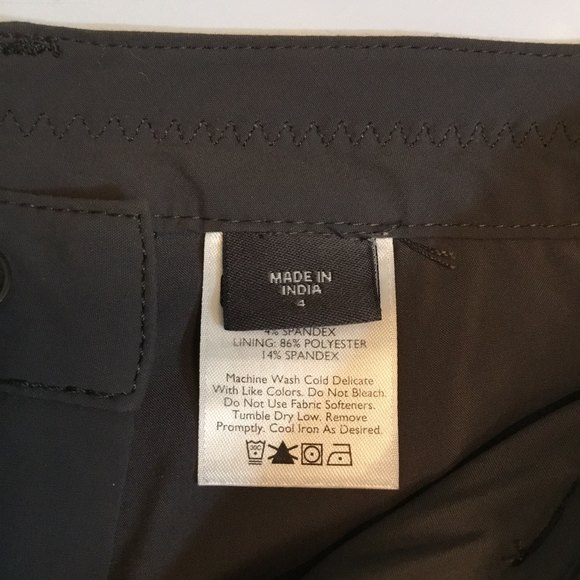 MADE IN
INDIA
4
4% SPANDEX
LINING: 86% POLYESTER
14% SPANDEX
Machine Wash Cold Delicate
With Like Colors. Do Not Bleach.
Do Not Use Fabric Softeners.
Tumble Dry Low. Remove
Promptly. Cool Iron As Desired.
30C